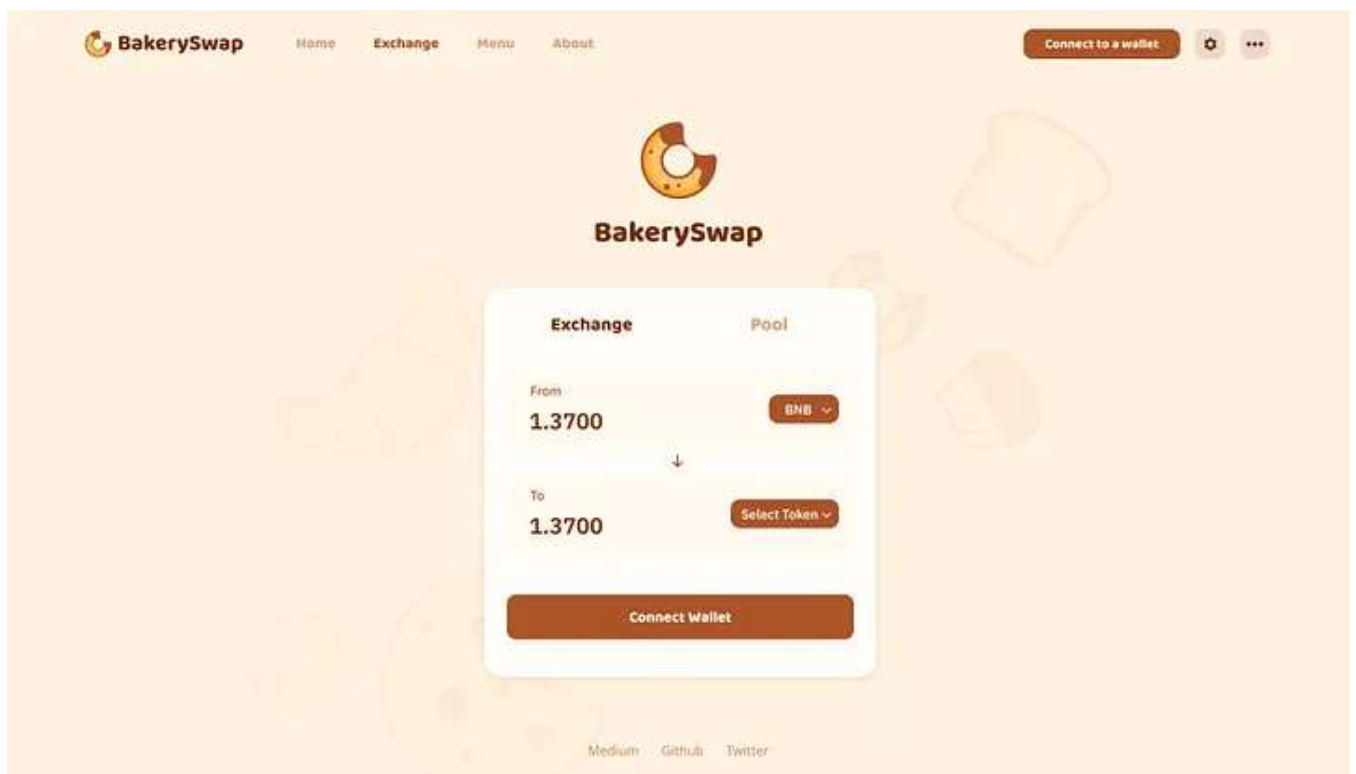 BakerySwap Home Exchange Menu About Connect to a wallet
BakerySwap
Exchange Pool
From
1.3700 BNB
To
1.3700 Select Token
Connect Wallet
Medium Github Twitter